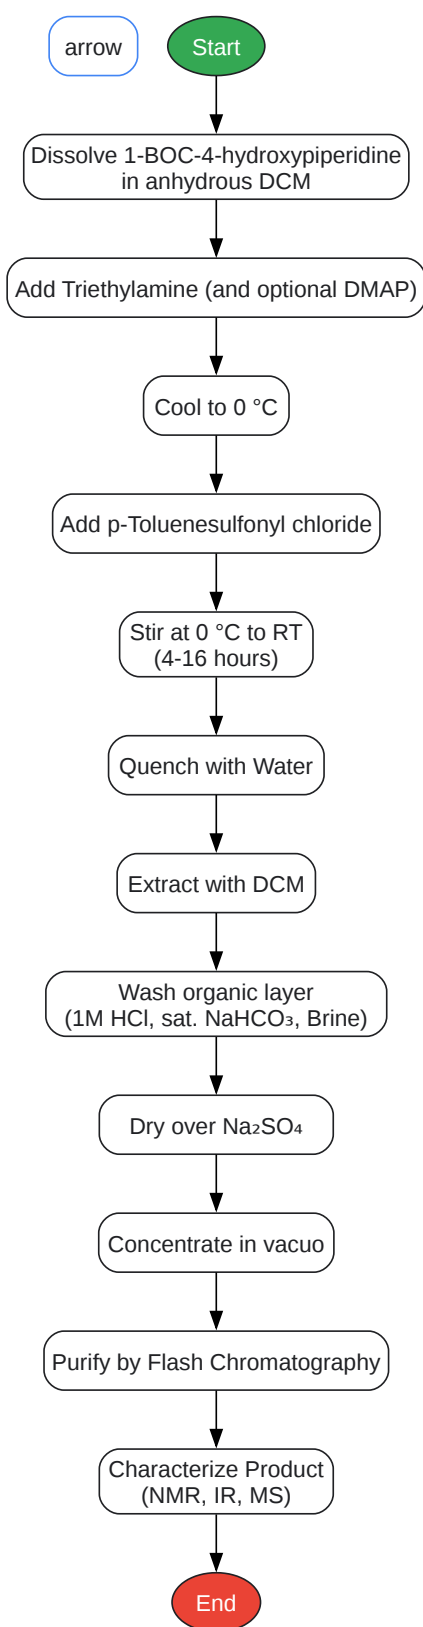 arrow
Start
Dissolve 1-BOC-4-hydroxypiperidine
in anhydrous DCM
Add Triethylamine (and optional DMAP)
Cool to 0 °C
Add p-Toluenesulfonyl chloride
Stir at 0 °C to RT
(4-16 hours)
Quench with Water
Extract with DCM
Wash organic layer
(1M HCl, sat. NaHCO₃, Brine)
Dry over Na₂SO₄
Concentrate in vacuo
Purify by Flash Chromatography
Characterize Product
(NMR, IR, MS)
End